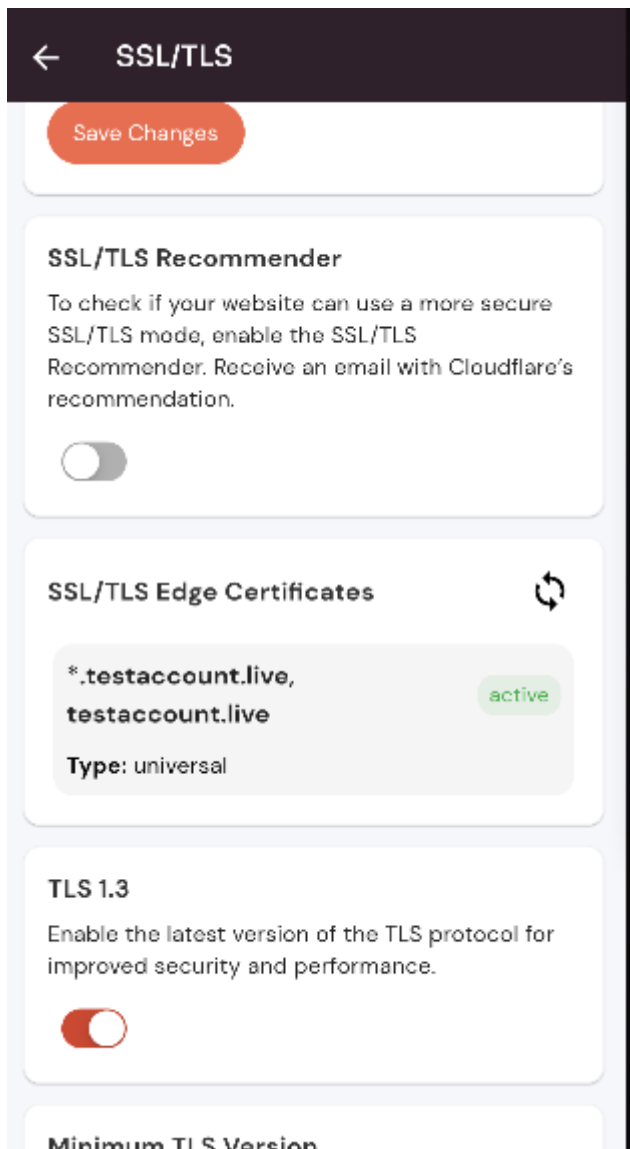 SSL/TLS
Save Changes
SSL/TLS Recommender
To check if your website can use a more secure
SSL/TLS mode, enable the SSL/TLS
Recommender. Receive an email with Cloudflare's
recommendation.
SSL/TLS Edge Certificates
*.testaccount.live,
testaccount.live
active
Type: universal
TLS 1.3
Enable the latest version of the TLS protocol for
improved security and performance.
Minimum TLS Version